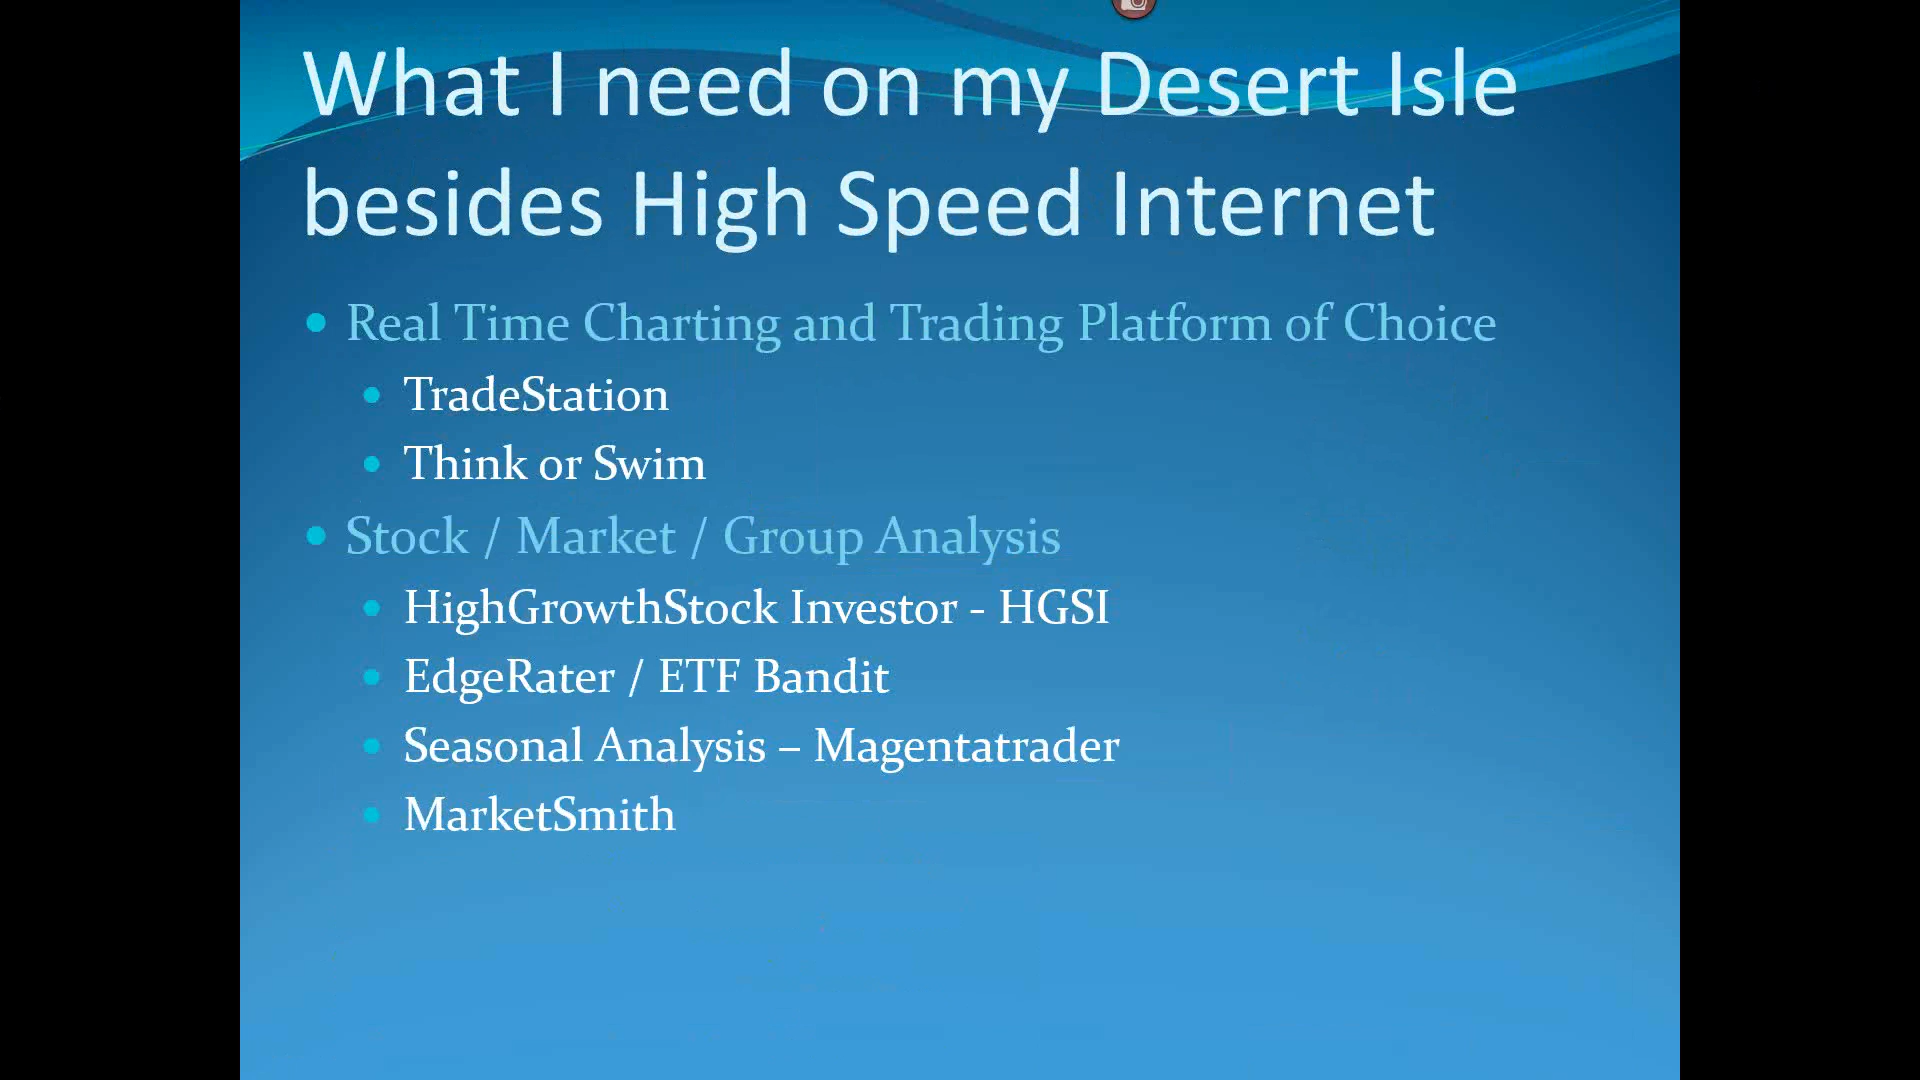 What I need on my Desert Isle
besides High Speed Internet
• Real Time Charting and Trading Platform of Choice
• TradeStation
• Think or Swim
• Stock / Market / Group Analysis
• HighGrowthStock Investor - HGSI
• EdgeRater / ETF Bandit
• Seasonal Analysis – Magentatrader
• MarketSmith